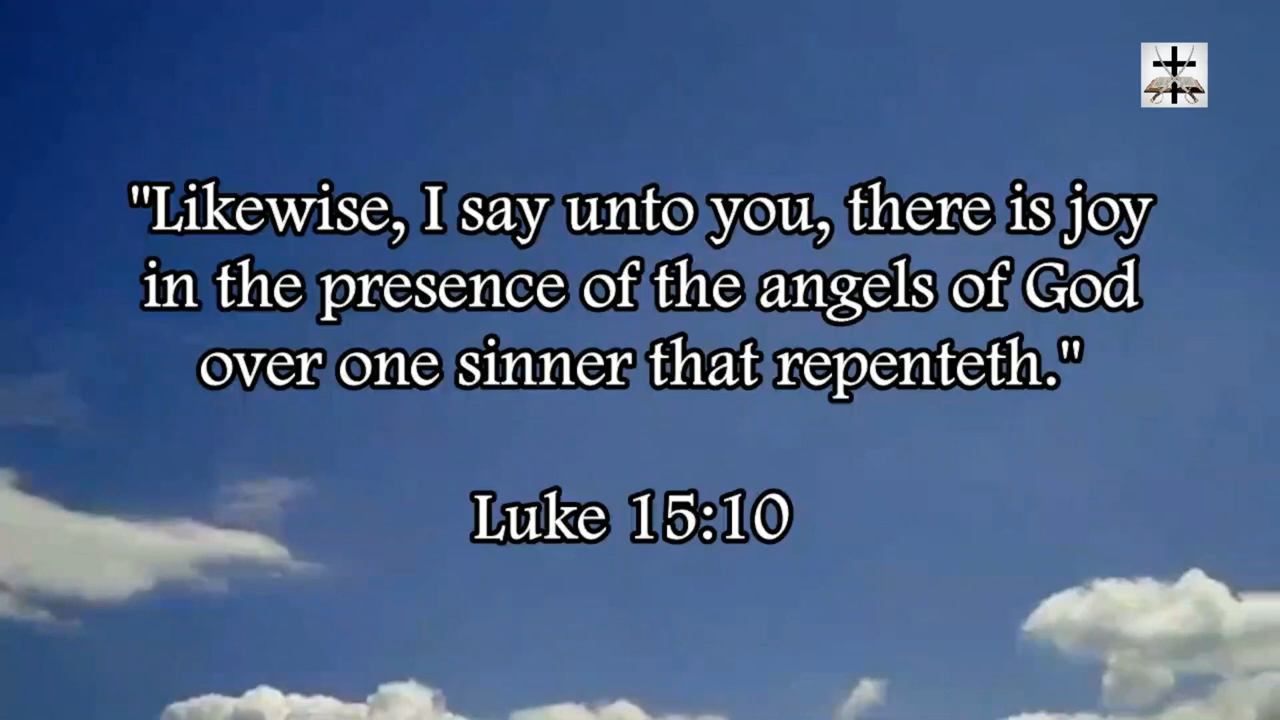 "Likewise, I say unto you, there is joy
in the presence of the angels of God
over one sinner that repenteth."
Luke 15:10